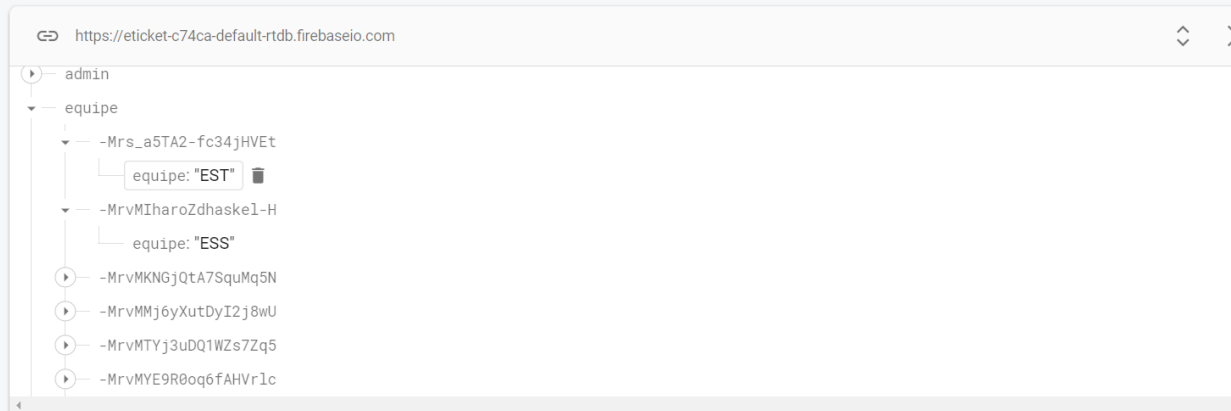 https://eticket-c74ca-default-rtdb.firebaseio.com
admin
equipe
-Mrs_a5TA2-fc34jHVEt
equipe: "EST"
-MrvMIharoZdhaskel-H
equipe: "ESS"
-MrvMKNGjQtA7SquMq5N
-MrvMMj6yXutDyI2j8wU
-MrvMTYj3uDQ1WZs7Zq5
-MrvMYE9R0oq6fAHVrlc